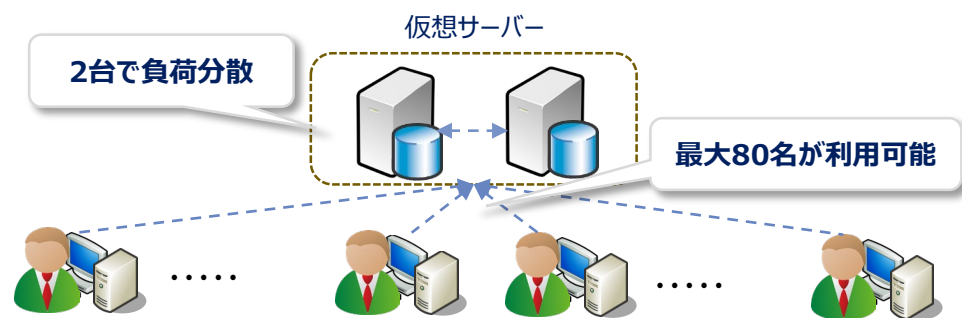 仮想サーバー
2台で負荷分散
最大80名が利用可能
・・・・・
・・・・・